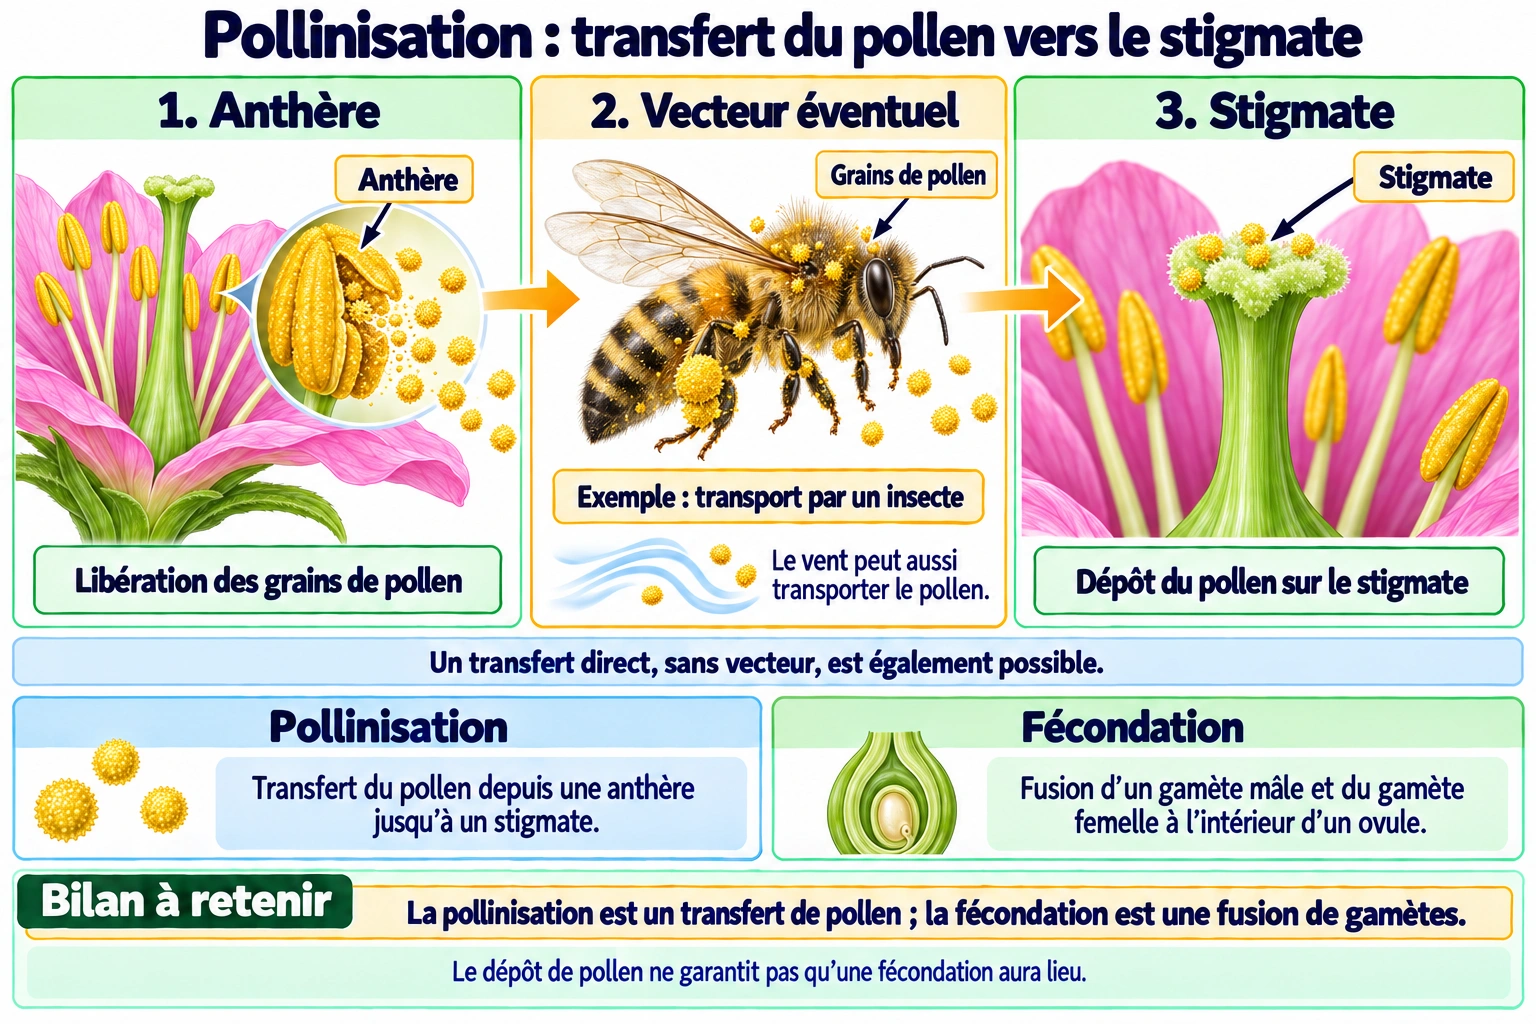 Pollinisation : transfert du pollen vers le stigmate
1. Anthère
Anthère
Libération des grains de pollen
2. Vecteur éventuel
Grains de pollen
Exemple : transport par un insecte
Le vent peut aussi
transporter le pollen.
3. Stigmate
Stigmate
Dépôt du pollen sur le stigmate
Un transfert direct, sans vecteur, est également possible.
Pollinisation
Transfert du pollen depuis une anthère
jusqu'à un stigmate.
Fécondation
Fusion d'un gamète mâle et du gamète
femelle à l'intérieur d'un ovule.
Bilan à retenir
La pollinisation est un transfert de pollen ; la fécondation est une fusion de gamètes.
Le dépôt de pollen ne garantit pas qu'une fécondation aura lieu.